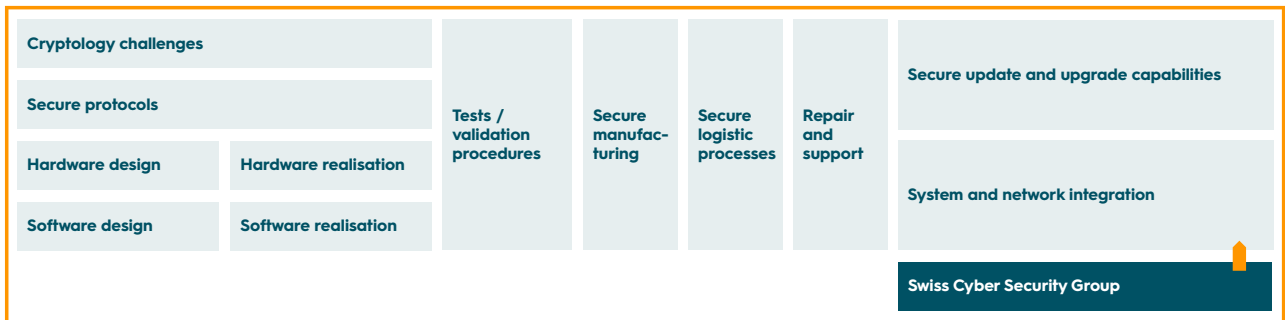 Cryptology challenges
Secure protocols
Hardware design
Hardware realisation
Software design
Software realisation
Tests /
validation
procedures
Secure
manufac-
turing
Secure
logistic
processes
Repair
and
support
Secure update and upgrade capabilities
System and network integration
Swiss Cyber Security Group